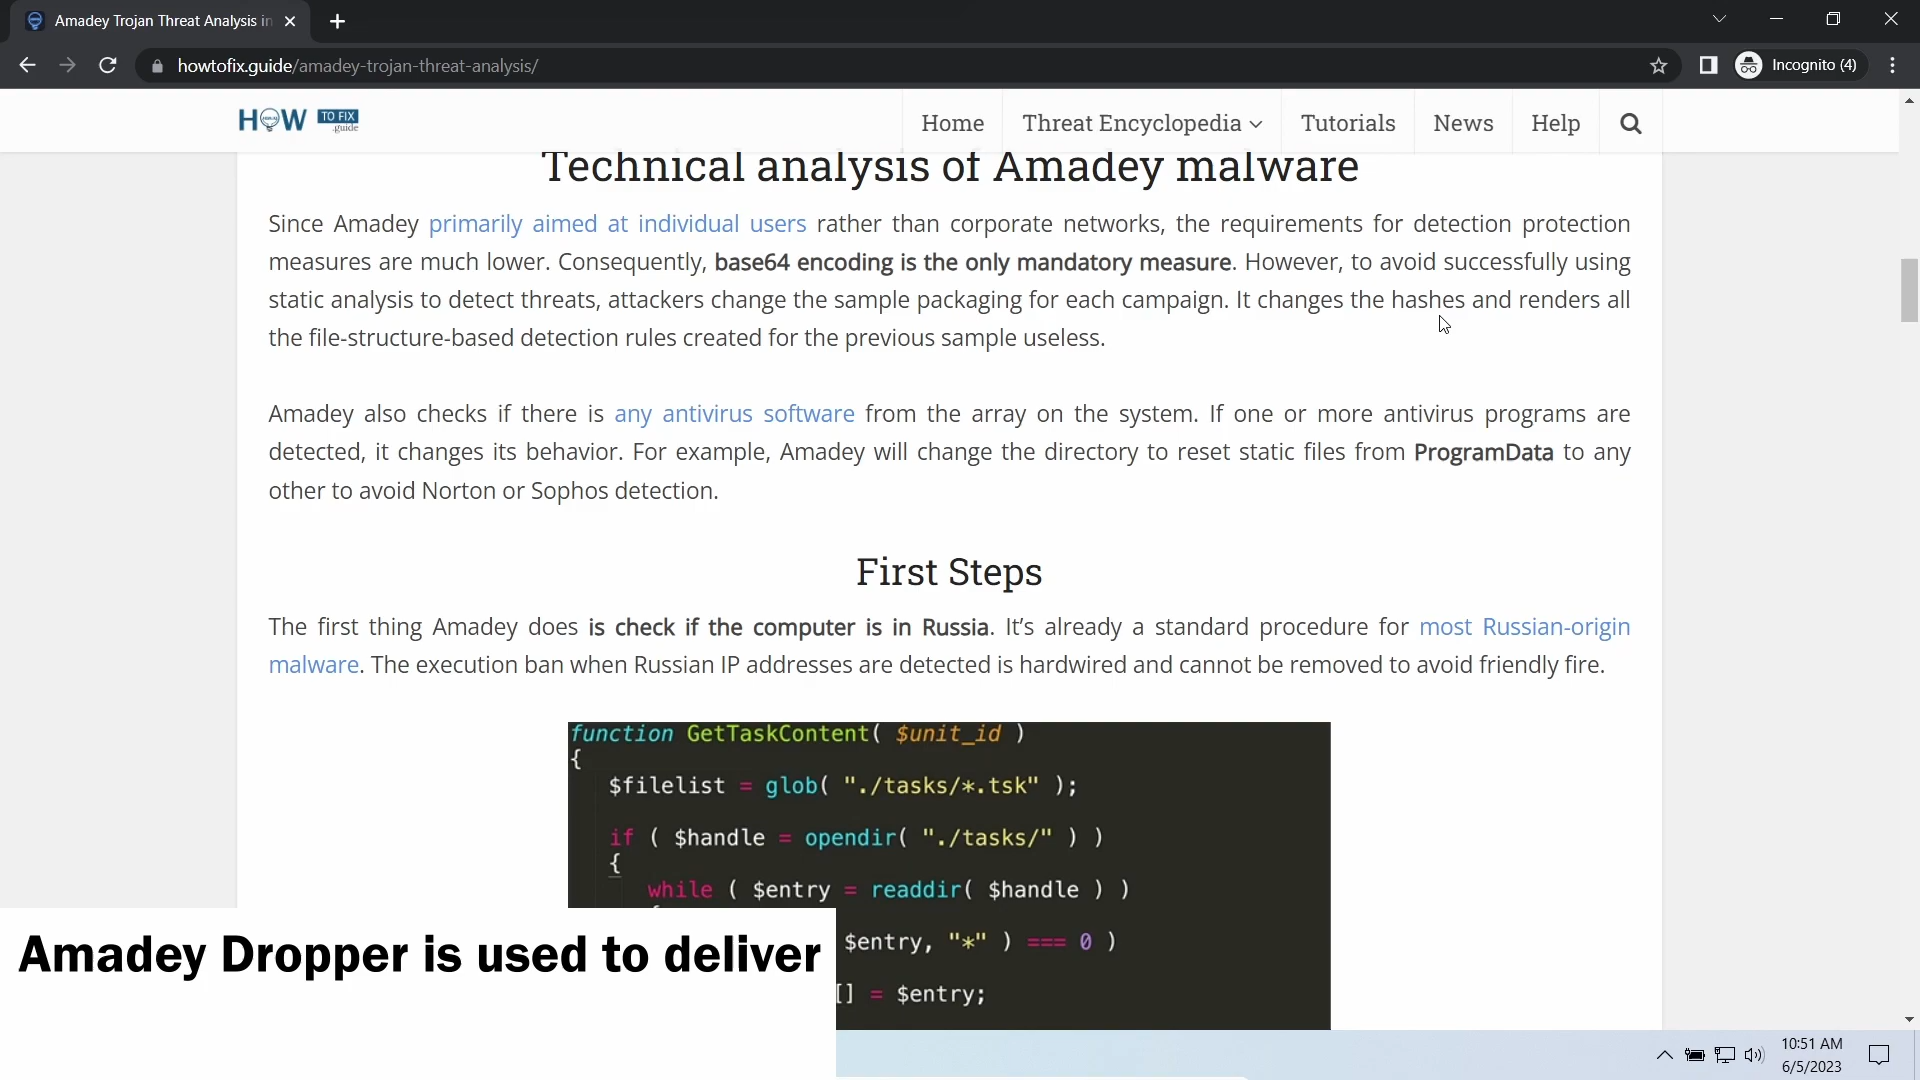 Amadey Trojan Threat Analysis in
howtofix.guide/amadey-trojan-threat-analysis/
Incognito (4)
HOW TO FIX .guide
Home Threat Encyclopedia Tutorials News Help
Technical analysis of Amadey malware
Since Amadey primarily aimed at individual users rather than corporate networks, the requirements for detection protection
measures are much lower. Consequently, base64 encoding is the only mandatory measure. However, to avoid successfully using
static analysis to detect threats, attackers change the sample packaging for each campaign. It changes the hashes and renders all
the file-structure-based detection rules created for the previous sample useless.
Amadey also checks if there is any antivirus software from the array on the system. If one or more antivirus programs are
detected, it changes its behavior. For example, Amadey will change the directory to reset static files from ProgramData to any
other to avoid Norton or Sophos detection.
First Steps
The first thing Amadey does is check if the computer is in Russia. It’s already a standard procedure for most Russian-origin
malware. The execution ban when Russian IP addresses are detected is hardwired and cannot be removed to avoid friendly fire.
function GetTaskContent( $unit_id )
{
$filelist = glob( "./tasks/*.tsk" );
if ( $handle = opendir( "./tasks/" ) )
{
while ( $entry = readdir( $handle ) )
$entry, "*" ) === 0 )
[] = $entry;
Amadey Dropper is used to deliver
10:51 AM
6/5/2023